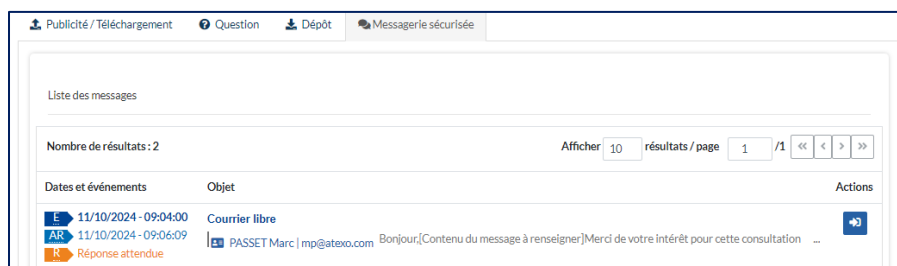 Publicité / Téléchargement Question Dépôt Messagerie sécurisée
Liste des messages
Nombre de résultats : 2 Afficher 10 résultats / page 1 /1 « < > »
Dates et événements Objet Actions
E 11/10/2024 - 09:04:00 Courrier libre
AR 11/10/2024 - 09:06:09 PASSET Marc | mp@atexo.com Bonjour,[Contenu du message à renseigner]Merci de votre intérêt pour cette consultation ...
R Réponse attendue